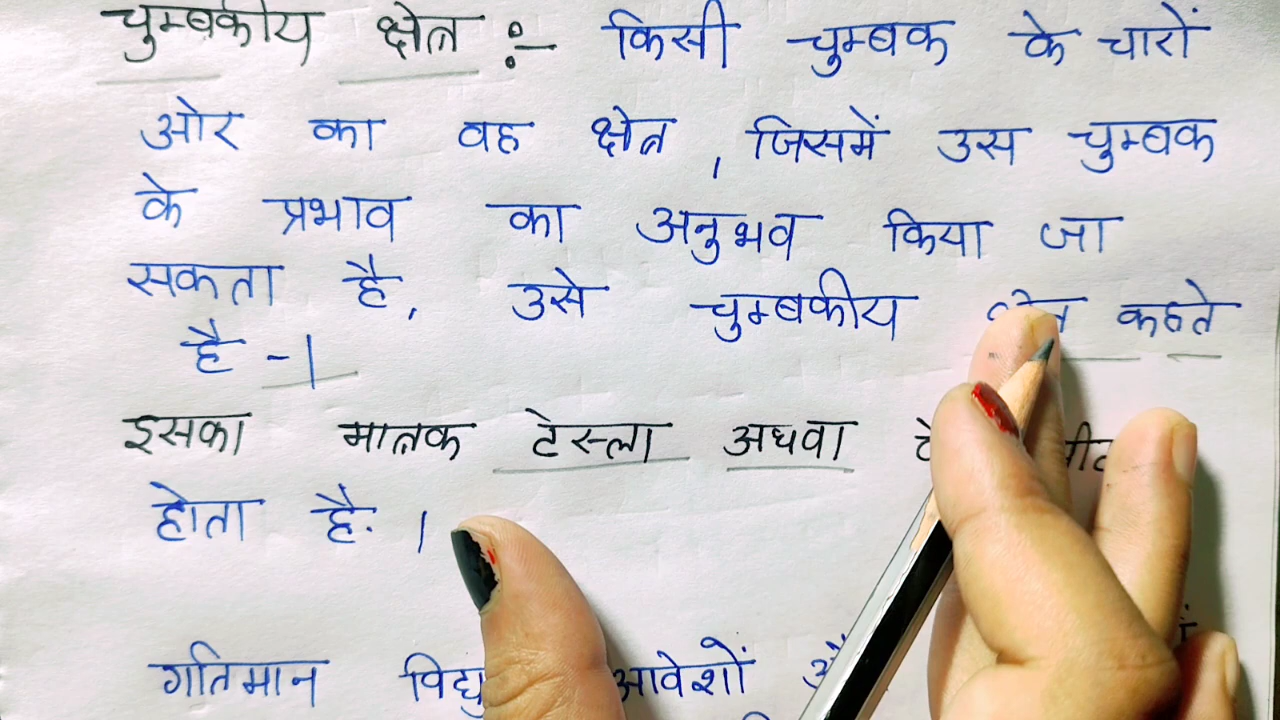 चुम्बकीय क्षेत्र :- किसी चुम्बक के चारों
ओर का वह क्षेत्र, जिसमें उस चुम्बक
के प्रभाव का अनुभव किया जा
सकता है, उसे चुम्बकीय कहते
है -।
इसका मात्रक टेस्ला अथवा
होता है. ।
गतिमान आवेशों